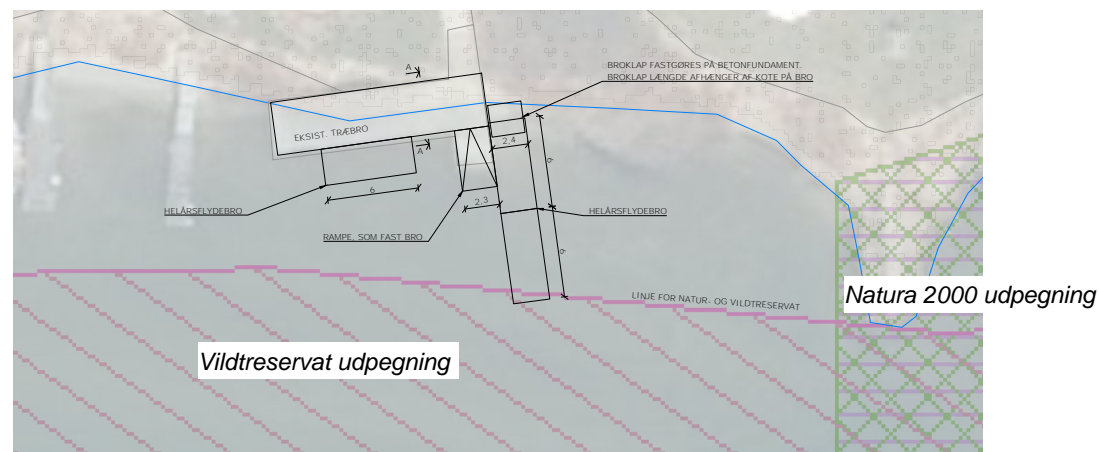 A
BROKLAP FASTGØRES PÅ BETONFUNDAMENT.
BROKLAP LÆNGDE AFHÆNGER AF KOTE PÅ BRO
EKSIST. TRÆBRO
A
2,4
6
6
HELÅRSFLYDEBRO
2,3
HELÅRSFLYDEBRO
RAMPE, SOM FAST BRO
6
LINJE FOR NATUR- OG VILDTRESERVAT
Natura 2000 udpegning
Vildtreservat udpegning